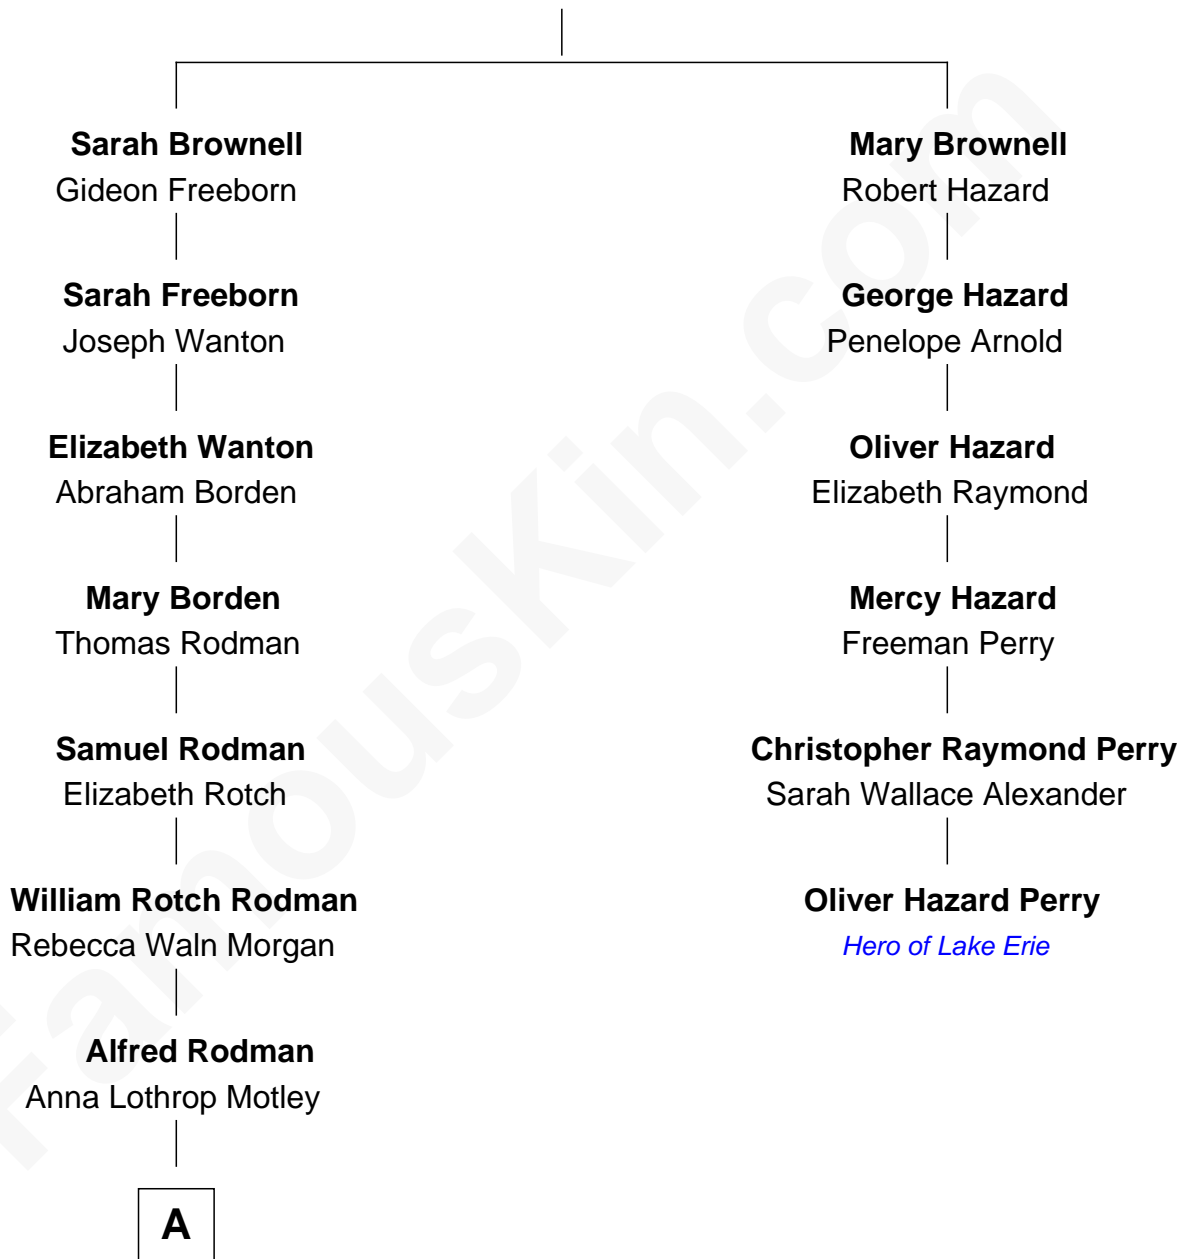 Sarah Brownell
Gideon Freeborn
Sarah Freeborn
Joseph Wanton
Elizabeth Wanton
Abraham Borden
Mary Borden
Thomas Rodman
Samuel Rodman
Elizabeth Rotch
William Rotch Rodman
Rebecca Waln Morgan
Alfred Rodman
Anna Lothrop Motley
A
Mary Brownell
Robert Hazard
George Hazard
Penelope Arnold
Oliver Hazard
Elizabeth Raymond
Mercy Hazard
Freeman Perry
Christopher Raymond Perry
Sarah Wallace Alexander
Oliver Hazard Perry
Hero of Lake Erie
FamousKin.com